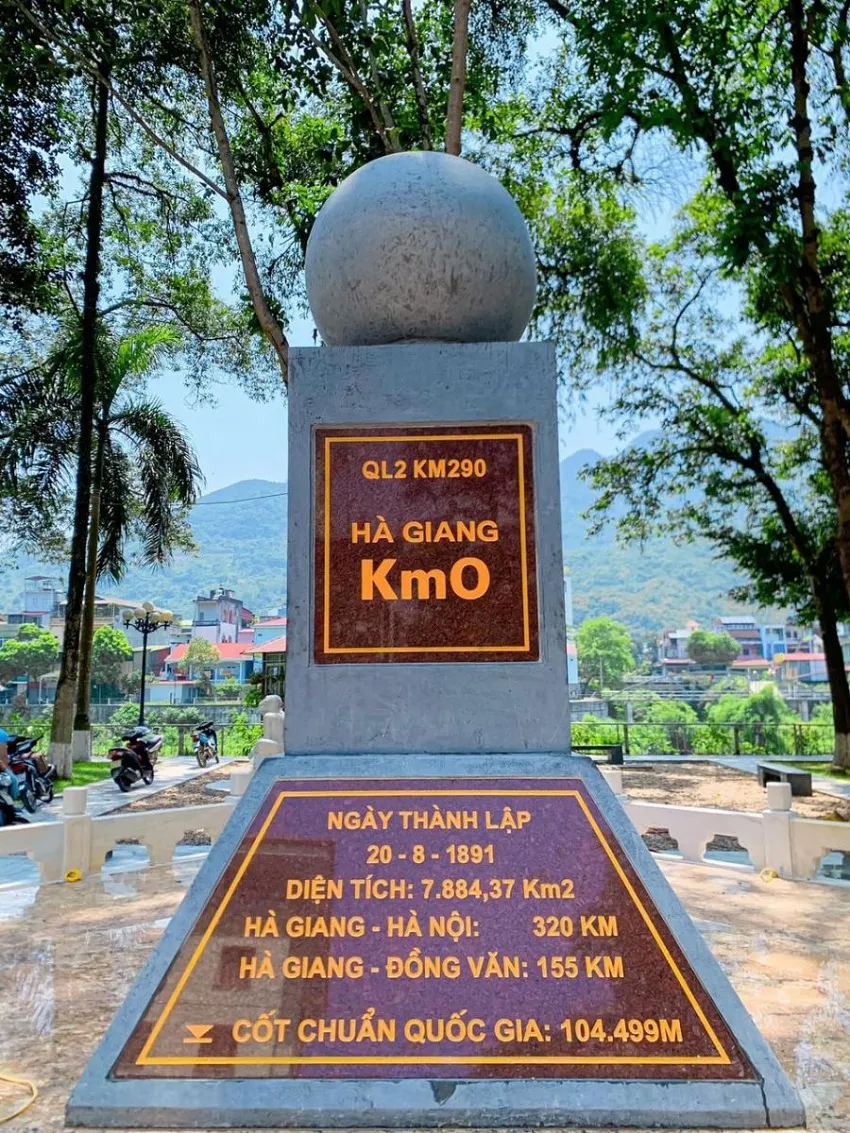 QL2 KM290
HÀ GIANG
Km0
NGÀY THÀNH LẬP
20 - 8 - 1891
DIỆN TÍCH: 7.884,37 Km2
HÀ GIANG - HÀ NỘI: 320 KM
HÀ GIANG - ĐỒNG VĂN: 155 KM
CỐT CHUẨN QUỐC GIA: 104.499M